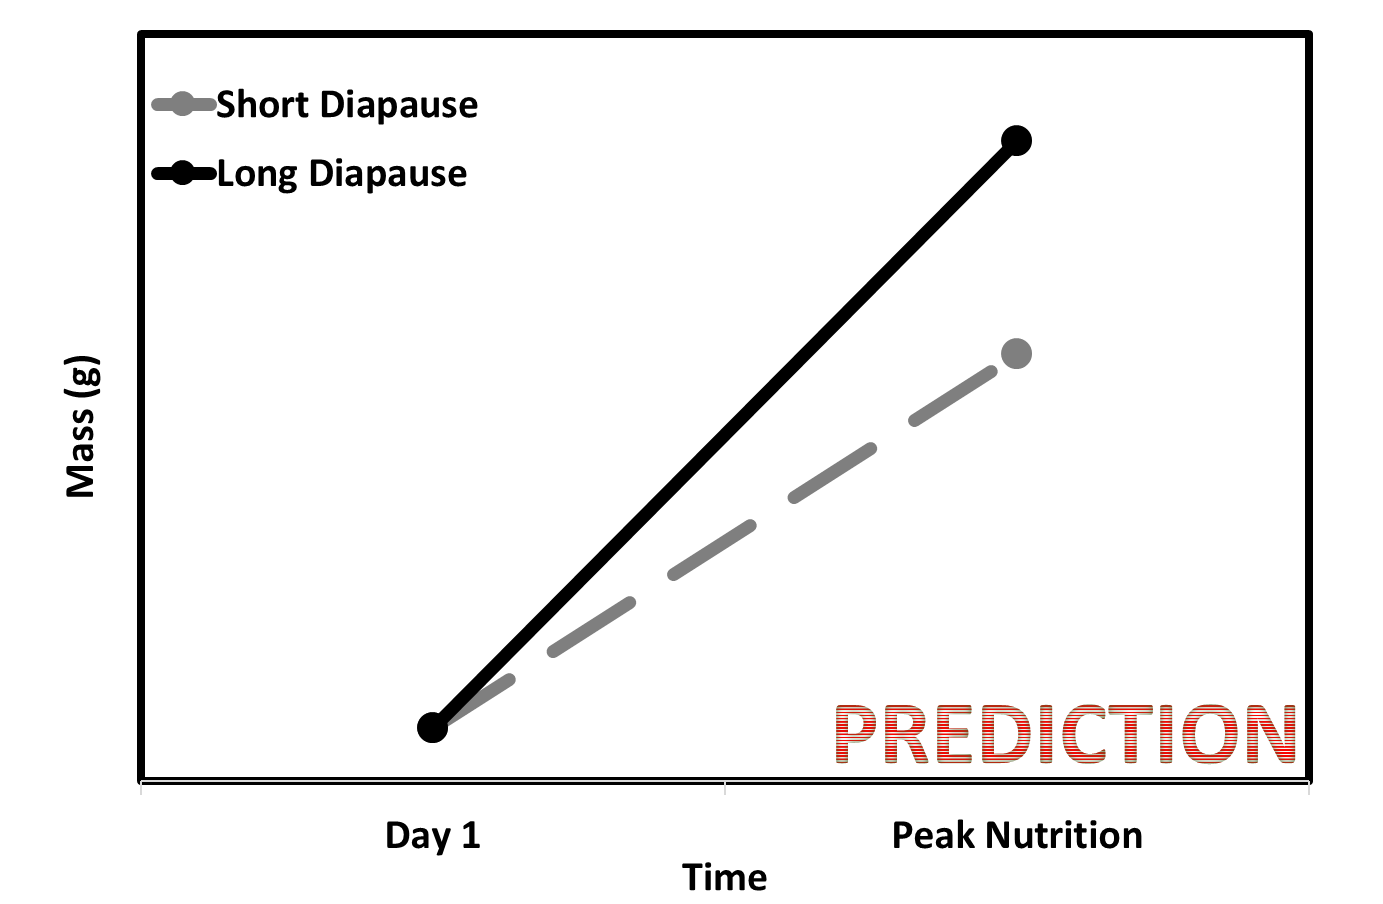 Short Diapause
Long Diapause
Mass (g)
PREDICTION
Day 1
Peak Nutrition
Time